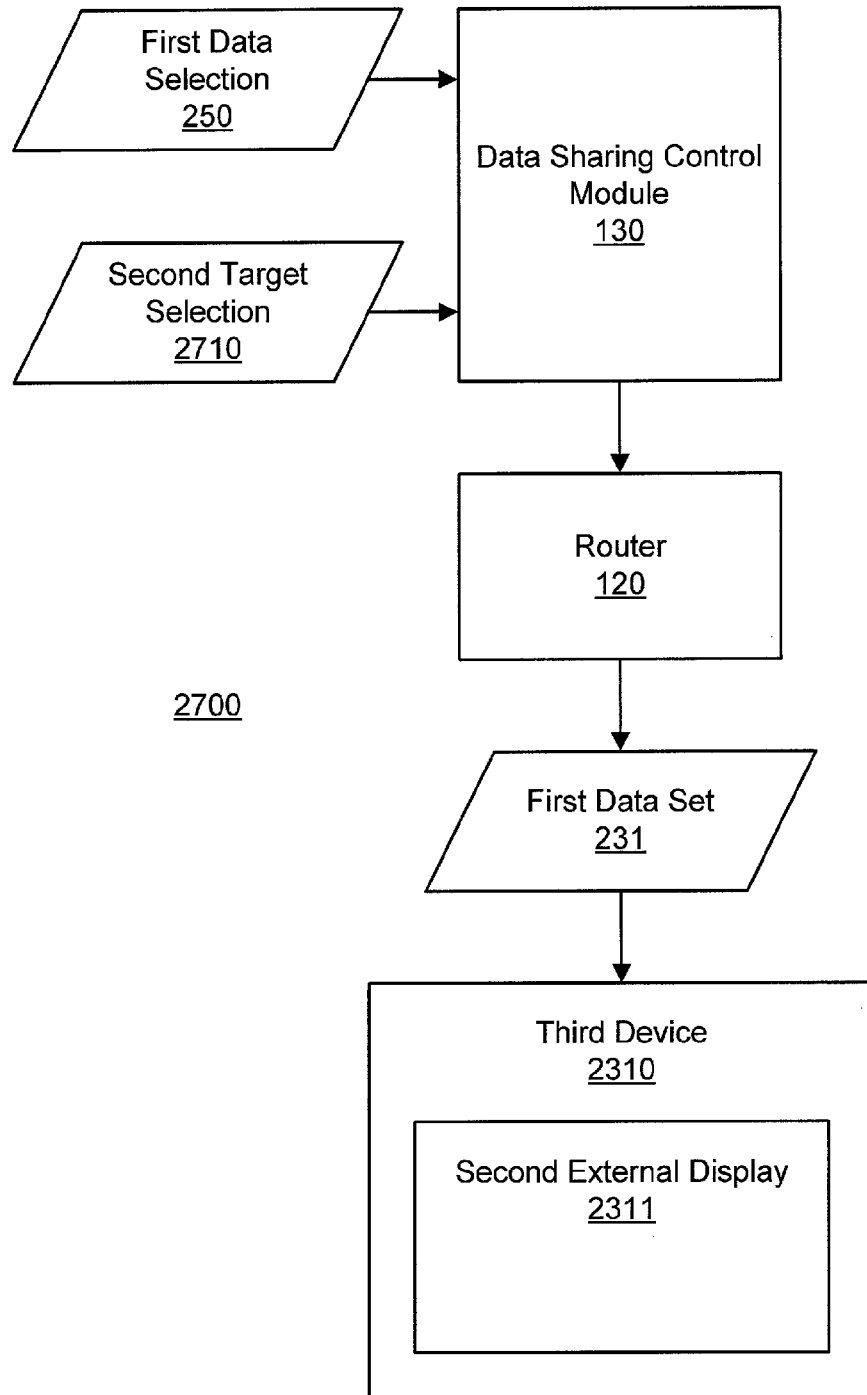 First Data
Selection
250
Data Sharing Control
Module
130
Second Target
Selection
2710
Router
120
2700
First Data Set
231
Third Device
2310
Second External Display
2311